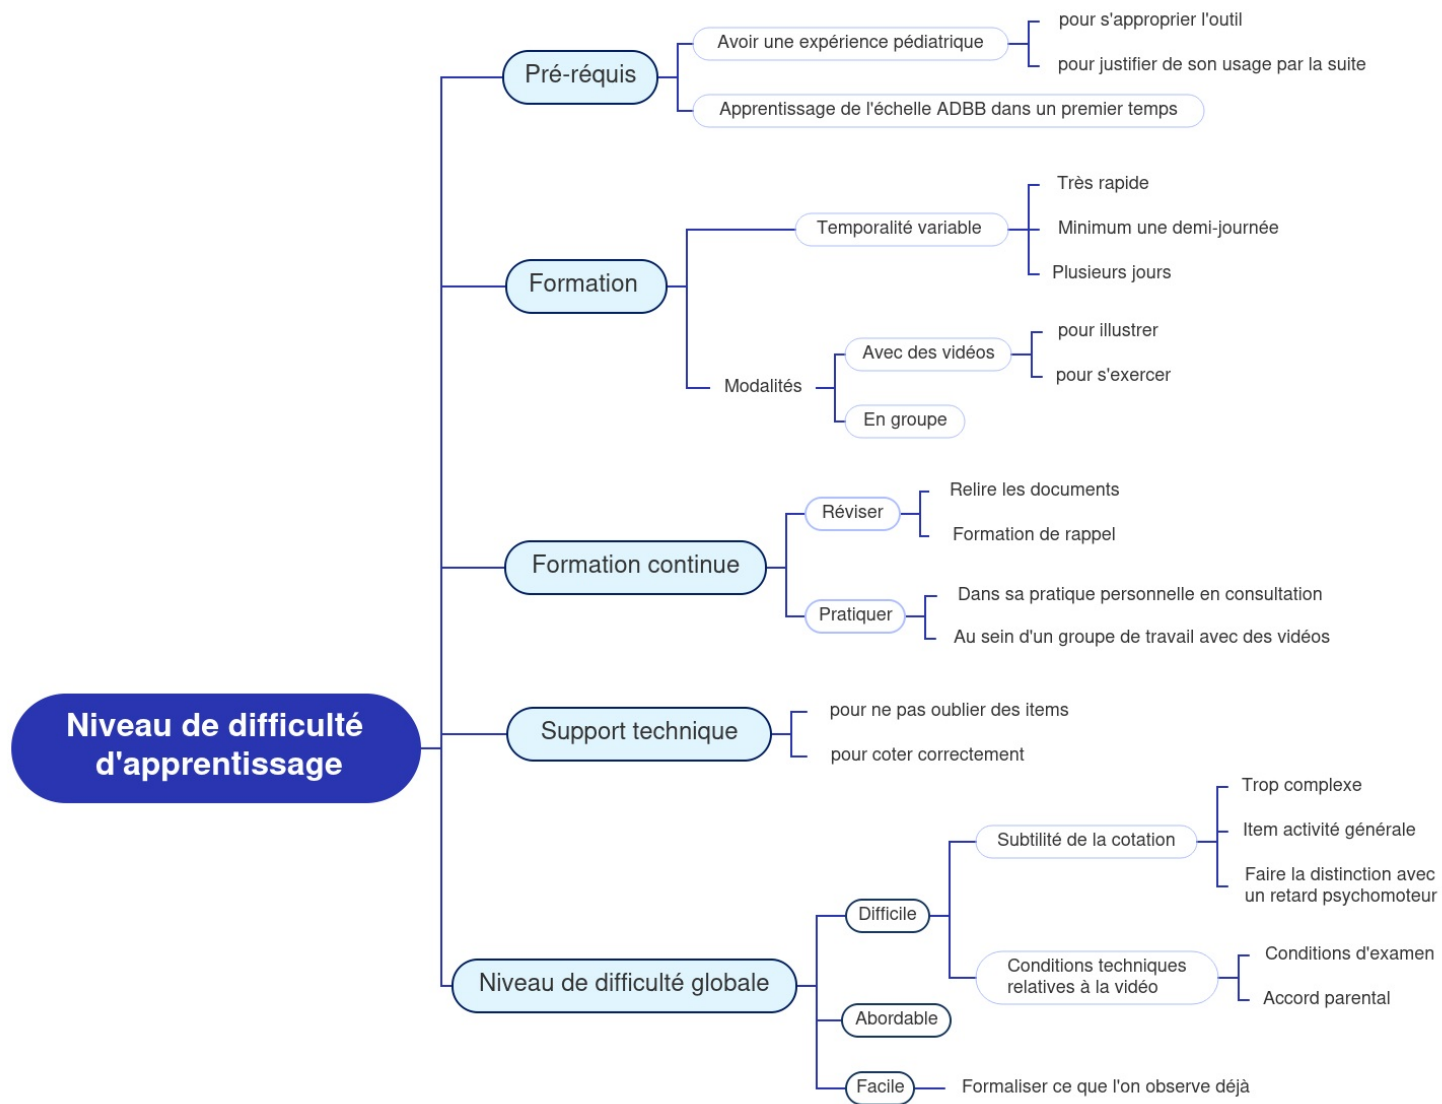 pour s'approprier l'outil
Avoir une expérience pédiatrique
pour justifier de son usage par la suite
Pré-réquis
Apprentissage de l'échelle ADBB dans un premier temps
Très rapide
Temporalité variable
Minimum une demi-journée
Plusieurs jours
Formation
pour illustrer
Avec des vidéos
pour s'exercer
Modalités
En groupe
Relire les documents
Réviser
Formation de rappel
Formation continue
Dans sa pratique personnelle en consultation
Pratiquer
Au sein d'un groupe de travail avec des vidéos
Niveau de difficulté
d'apprentissage
pour ne pas oublier des items
Support technique
pour coter correctement
Trop complexe
Subtilité de la cotation
Item activité générale
Faire la distinction avec
un retard psychomoteur
Difficile
Conditions d'examen
Conditions techniques
relatives à la vidéo
Accord parental
Niveau de difficulté globale
Abordable
Facile
Formaliser ce que l'on observe déjà